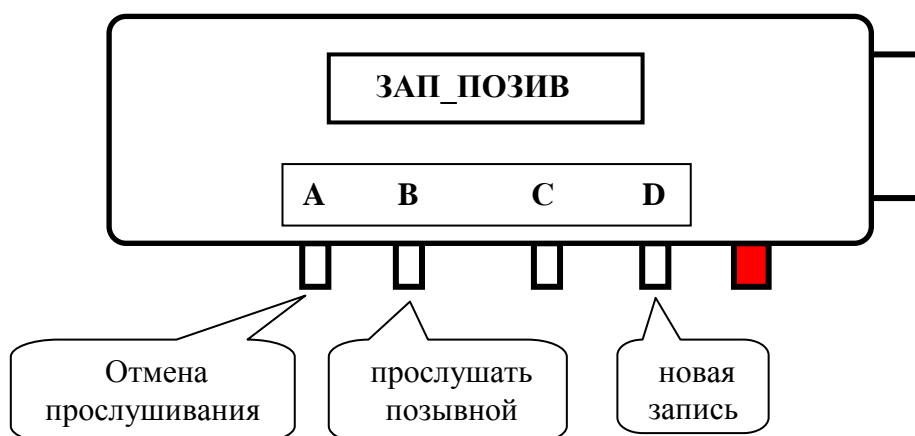 ЗАП_ПОЗИВ
A B C D
Отмена
прослушивания
прослушать
позывной
новая
запись